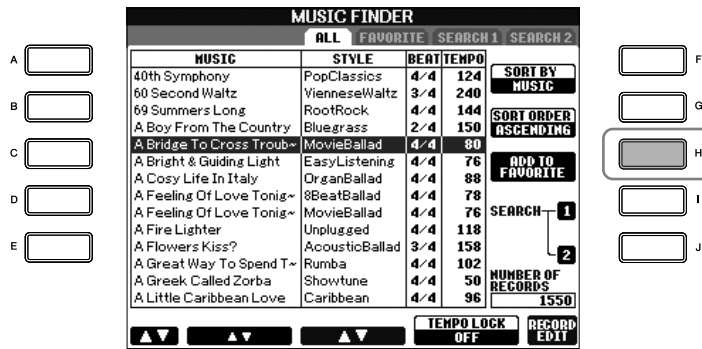 MUSIC FINDER
ALL FAVORITE SEARCH 1 SEARCH 2
MUSIC STYLE BEAT TEMPO
40th Symphony PopClassics 4/4 124
60 Second Waltz VienneseWaltz 3/4 240
69 Summers Long RootRock 4/4 144
A Boy From The Country Bluegrass 2/4 150
A Bridge To Cross Troub~ MovieBallad 4/4 80
A Bright & Guiding Light EasyListening 4/4 76
A Cosy Life In Italy OrganBallad 4/4 88
A Feeling Of Love Tonig~ 8BeatBallad 4/4 78
A Feeling Of Love Tonig~ MovieBallad 4/4 76
A Fire Lighter Unplugged 4/4 118
A Flowers Kiss? AcousticBallad 3/4 158
A Great Way To Spend T~ Rumba 4/4 102
A Greek Called Zorba Showtune 4/4 50
A Little Caribbean Love Caribbean 4/4 96
SORT BY
MUSIC
SORT ORDER
ASCENDING
ADD TO
FAVORITE
SEARCH 1
2
NUMBER OF
RECORDS
1550
TEMPO LOCK
OFF
RECORD
EDIT
A
B
C
D
E
F
G
H
I
J